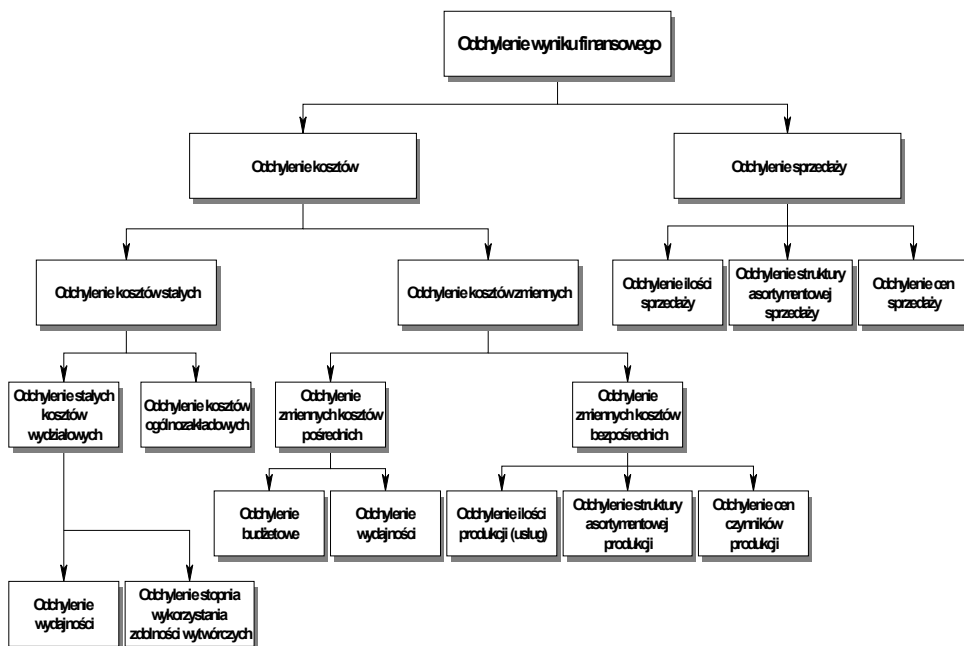 Odchylenie wyniku finansowego
Odchylenie kosztów
Odchylenie sprzedaży
Odchylenie kosztów stałych
Odchylenie kosztów zmiennych
Odchylenie ilości
sprzedaży
Odchylenie struktury
asortymentowej
sprzedaży
Odchylenie cen
sprzedaży
Odchylenie stałych
kosztów
wydziałowych
Odchylenie kosztów
ogólnozakładowych
Odchylenie
zmiennych kosztów
pośrednich
Odchylenie
zmiennych kosztów
bezpośrednich
Odchylenie
budżetowe
Odchylenie
wydajności
Odchylenie ilości
produkcji (usług)
Odchylenie struktury
asortymentowej
produkcji
Odchylenie cen
czynników
produkcji
Odchylenie
wydajności
Odchylenie stopnia
wykorzystania
zdolności wytwórczych